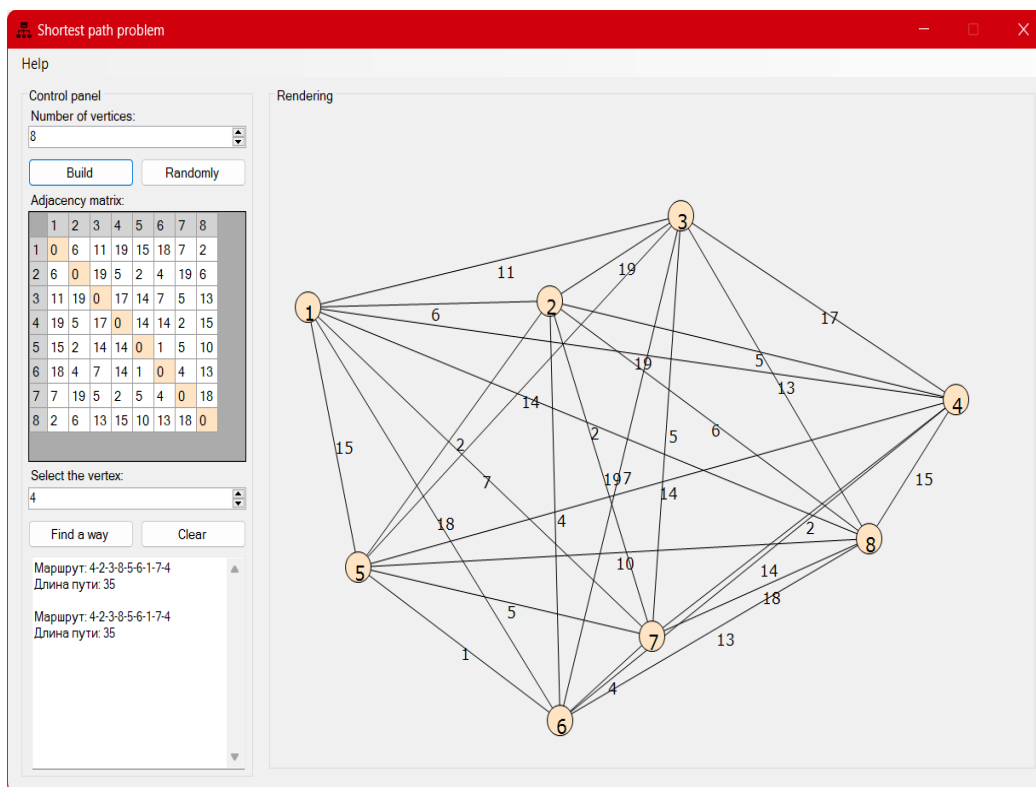 Shortest path problem
Help
Control panel
Number of vertices:
8
Build Randomly
Adjacency matrix:
1 2 3 4 5 6 7 8
1 0 6 11 19 15 18 7 2
2 6 0 19 5 2 4 19 6
3 11 19 0 17 14 7 5 13
4 19 5 17 0 14 14 2 15
5 15 2 14 14 0 1 5 10
6 18 4 7 14 1 0 4 13
7 7 19 5 2 5 4 0 18
8 2 6 13 15 10 13 18 0
Select the vertex:
4
Find a way Clear
Маршрут: 4-2-3-8-5-6-1-7-4
Длина пути: 35
Маршрут: 4-2-3-8-5-6-1-7-4
Длина пути: 35
Rendering
3
11
19
1
2
6
17
19
5
13
4
14
2
2
5
6
15
7
19
7
14
15
18
4
2
8
5
10
14
18
5
7
13
1
4
6